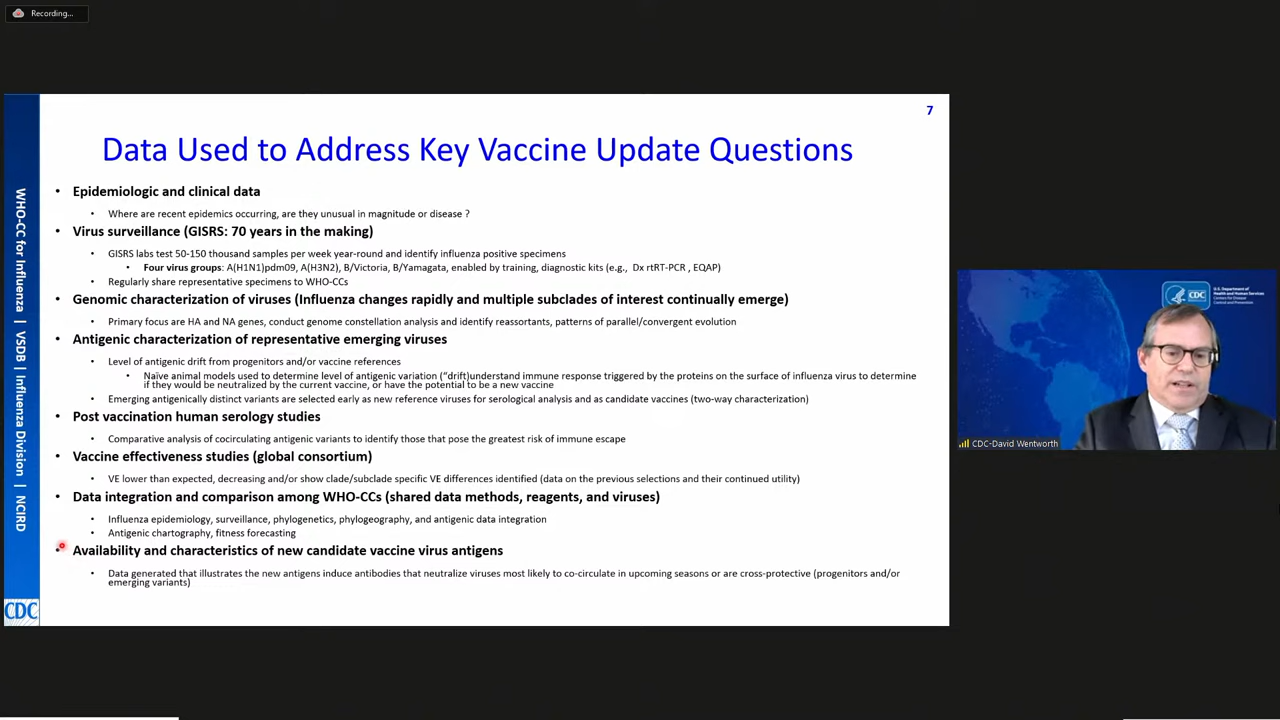 Recording...
7
Data Used to Address Key Vaccine Update Questions
• Epidemiologic and clinical data
• Where are recent epidemics occurring, are they unusual in magnitude or disease ?
• Virus surveillance (GISRS: 70 years in the making)
• GISRS labs test 50-150 thousand samples per week year-round and identify influenza positive specimens
• Four virus groups: A(H1N1)pdm09, A(H3N2), B/Victoria, B/Yamagata, enabled by training, diagnostic kits (e.g., Dx rtRT-PCR , EQAP)
• Regularly share representative specimens to WHO-CCs
• Genomic characterization of viruses (Influenza changes rapidly and multiple subclades of interest continually emerge)
• Primary focus are HA and NA genes, conduct genome constellation analysis and identify reassortants, patterns of parallel/convergent evolution
• Antigenic characterization of representative emerging viruses
• Level of antigenic drift from progenitors and/or vaccine references
• Naïve animal models used to determine level of antigenic variation ("drift)understand immune response triggered by the proteins on the surface of influenza virus to determine
if they would be neutralized by the current vaccine, or have the potential to be a new vaccine
• Emerging antigenically distinct variants are selected early as new reference viruses for serological analysis and as candidate vaccines (two-way characterization)
• Post vaccination human serology studies
• Comparative analysis of cocirculating antigenic variants to identify those that pose the greatest risk of immune escape
• Vaccine effectiveness studies (global consortium)
• VE lower than expected, decreasing and/or show clade/subclade specific VE differences identified (data on the previous selections and their continued utility)
• Data integration and comparison among WHO-CCs (shared data methods, reagents, and viruses)
• Influenza epidemiology, surveillance, phylogenetics, phylogeography, and antigenic data integration
• Antigenic chartography, fitness forecasting
• Availability and characteristics of new candidate vaccine virus antigens
• Data generated that illustrates the new antigens induce antibodies that neutralize viruses most likely to co-circulate in upcoming seasons or are cross-protective (progenitors and/or
emerging variants)
WHO-CC for Influenza | VSDB | Influenza Division | NCIRD
CDC
CDC
U.S. Department of
Health and Human Services
Centers for Disease
Control and Prevention
CDC-David Wentworth